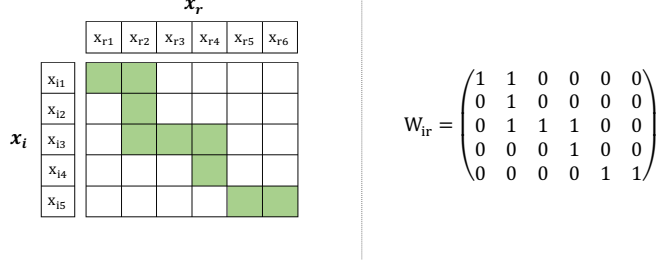 x_r
x_r1 x_r2 x_r3 x_r4 x_r5 x_r6
x_i
x_i1
x_i2
x_i3
x_i4
x_i5
W_ir =
1 1 0 0 0 0
0 1 0 0 0 0
0 1 1 1 0 0
0 0 0 1 0 0
0 0 0 0 1 1